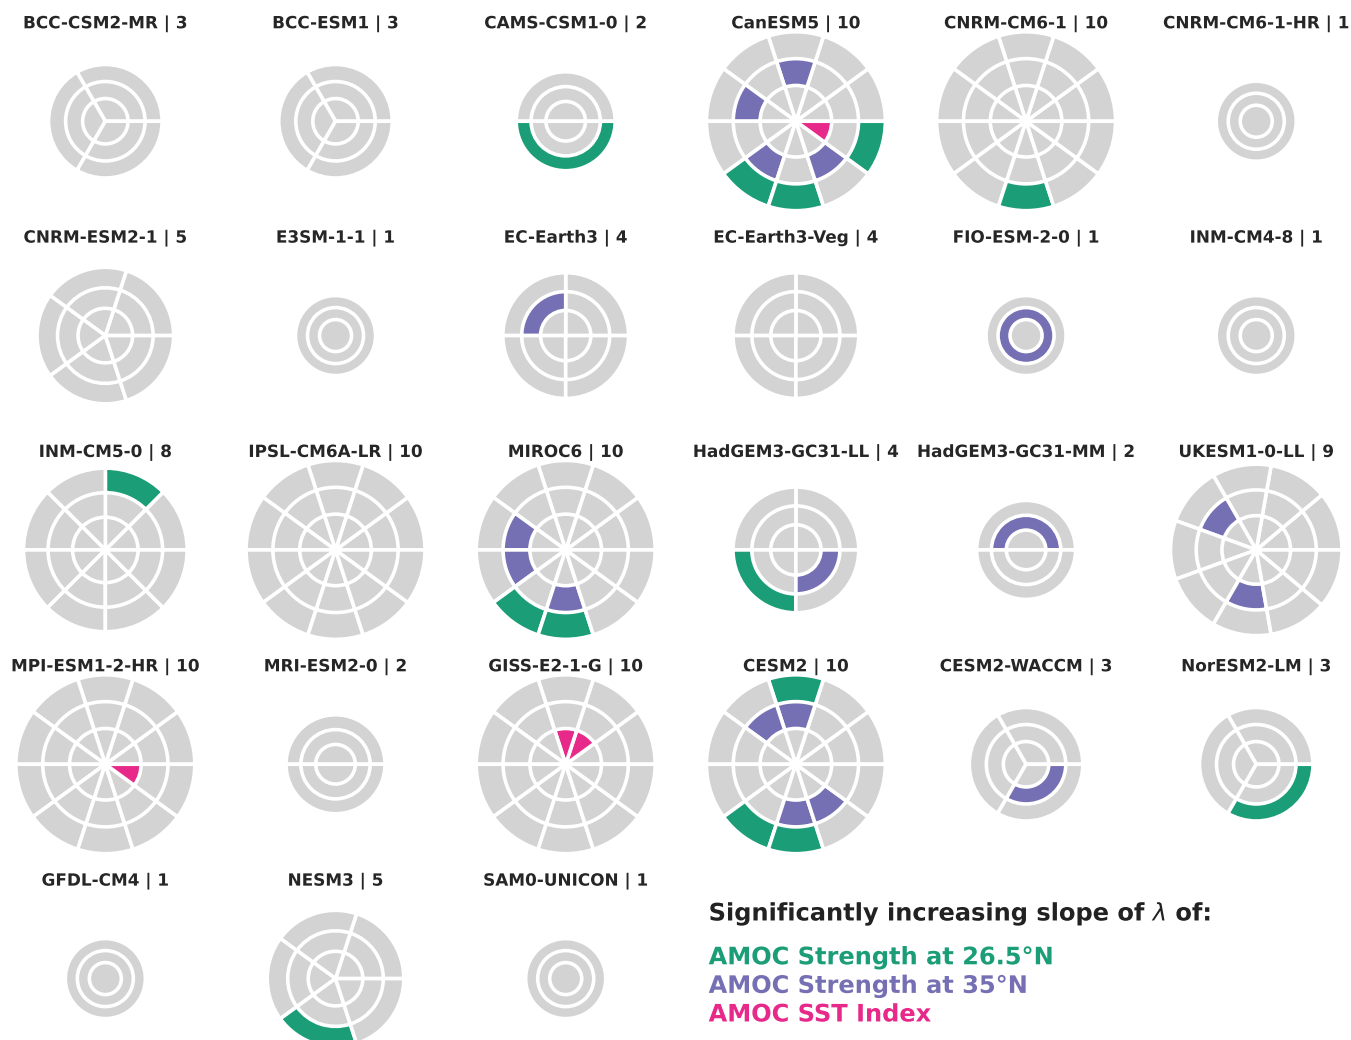 BCC-CSM2-MR | 3
BCC-ESM1 | 3
CAMS-CSM1-0 | 2
CanESM5 | 10
CNRM-CM6-1 | 10
CNRM-CM6-1-HR | 1
CNRM-ESM2-1 | 5
E3SM-1-1 | 1
EC-Earth3 | 4
EC-Earth3-Veg | 4
FIO-ESM-2-0 | 1
INM-CM4-8 | 1
INM-CM5-0 | 8
IPSL-CM6A-LR | 10
MIROC6 | 10
HadGEM3-GC31-LL | 4
HadGEM3-GC31-MM | 2
UKESM1-0-LL | 9
MPI-ESM1-2-HR | 10
MRI-ESM2-0 | 2
GISS-E2-1-G | 10
CESM2 | 10
CESM2-WACCM | 3
NorESM2-LM | 3
GFDL-CM4 | 1
NESM3 | 5
SAM0-UNICON | 1
Significantly increasing slope of λ of:
AMOC Strength at 26.5°N
AMOC Strength at 35°N
AMOC SST Index